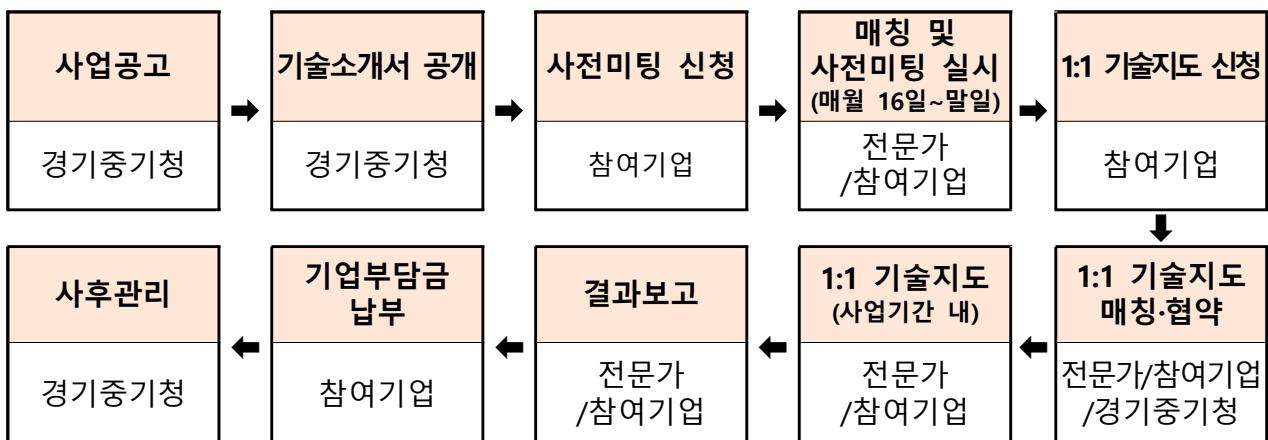 사업공고
경기중기청
기술소개서 공개
경기중기청
사전미팅 신청
참여기업
매칭 및
사전미팅 실시
(매월 16일~말일)
전문가
/참여기업
1:1 기술지도 신청
참여기업
1:1 기술지도
매칭·협약
전문가/참여기업
/경기중기청
1:1 기술지도
(사업기간 내)
전문가
/참여기업
결과보고
전문가
/참여기업
기업부담금
납부
참여기업
사후관리
경기중기청